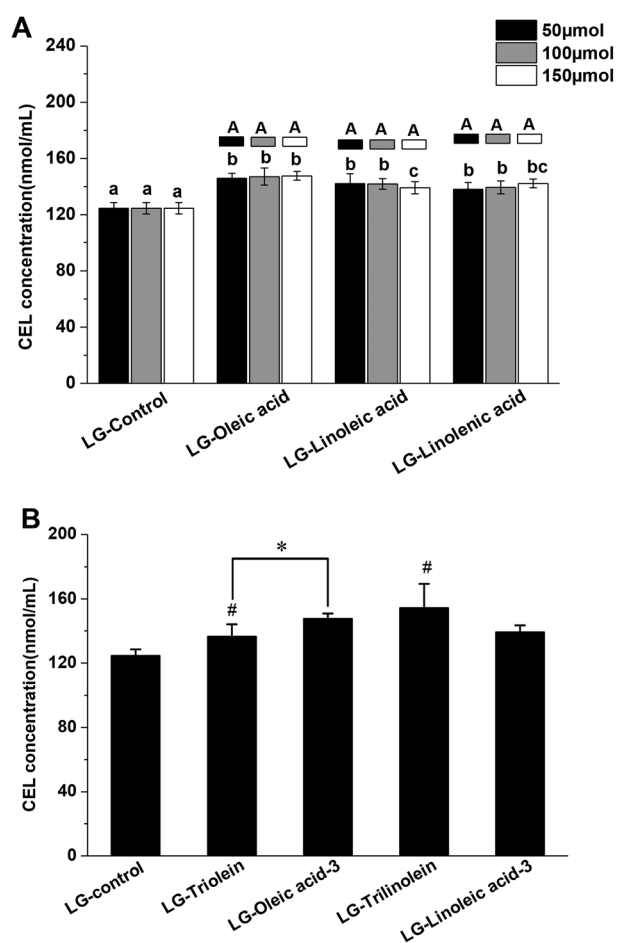 A
50μmol
100μmol
150μmol
240
200
160
120
80
40
0
CEL concentration(nmol/mL)
A A A
A A A
A A A
a a a
b b b
b b c
b b bc
LG-Control
LG-Oleic acid
LG-Linoleic acid
LG-Linolenic acid
B
200
160
120
80
40
0
CEL concentration(nmol/mL)
*
#
#
LG-control
LG-Triolein
LG-Oleic acid-3
LG-Trilinolein
LG-Linoleic acid-3